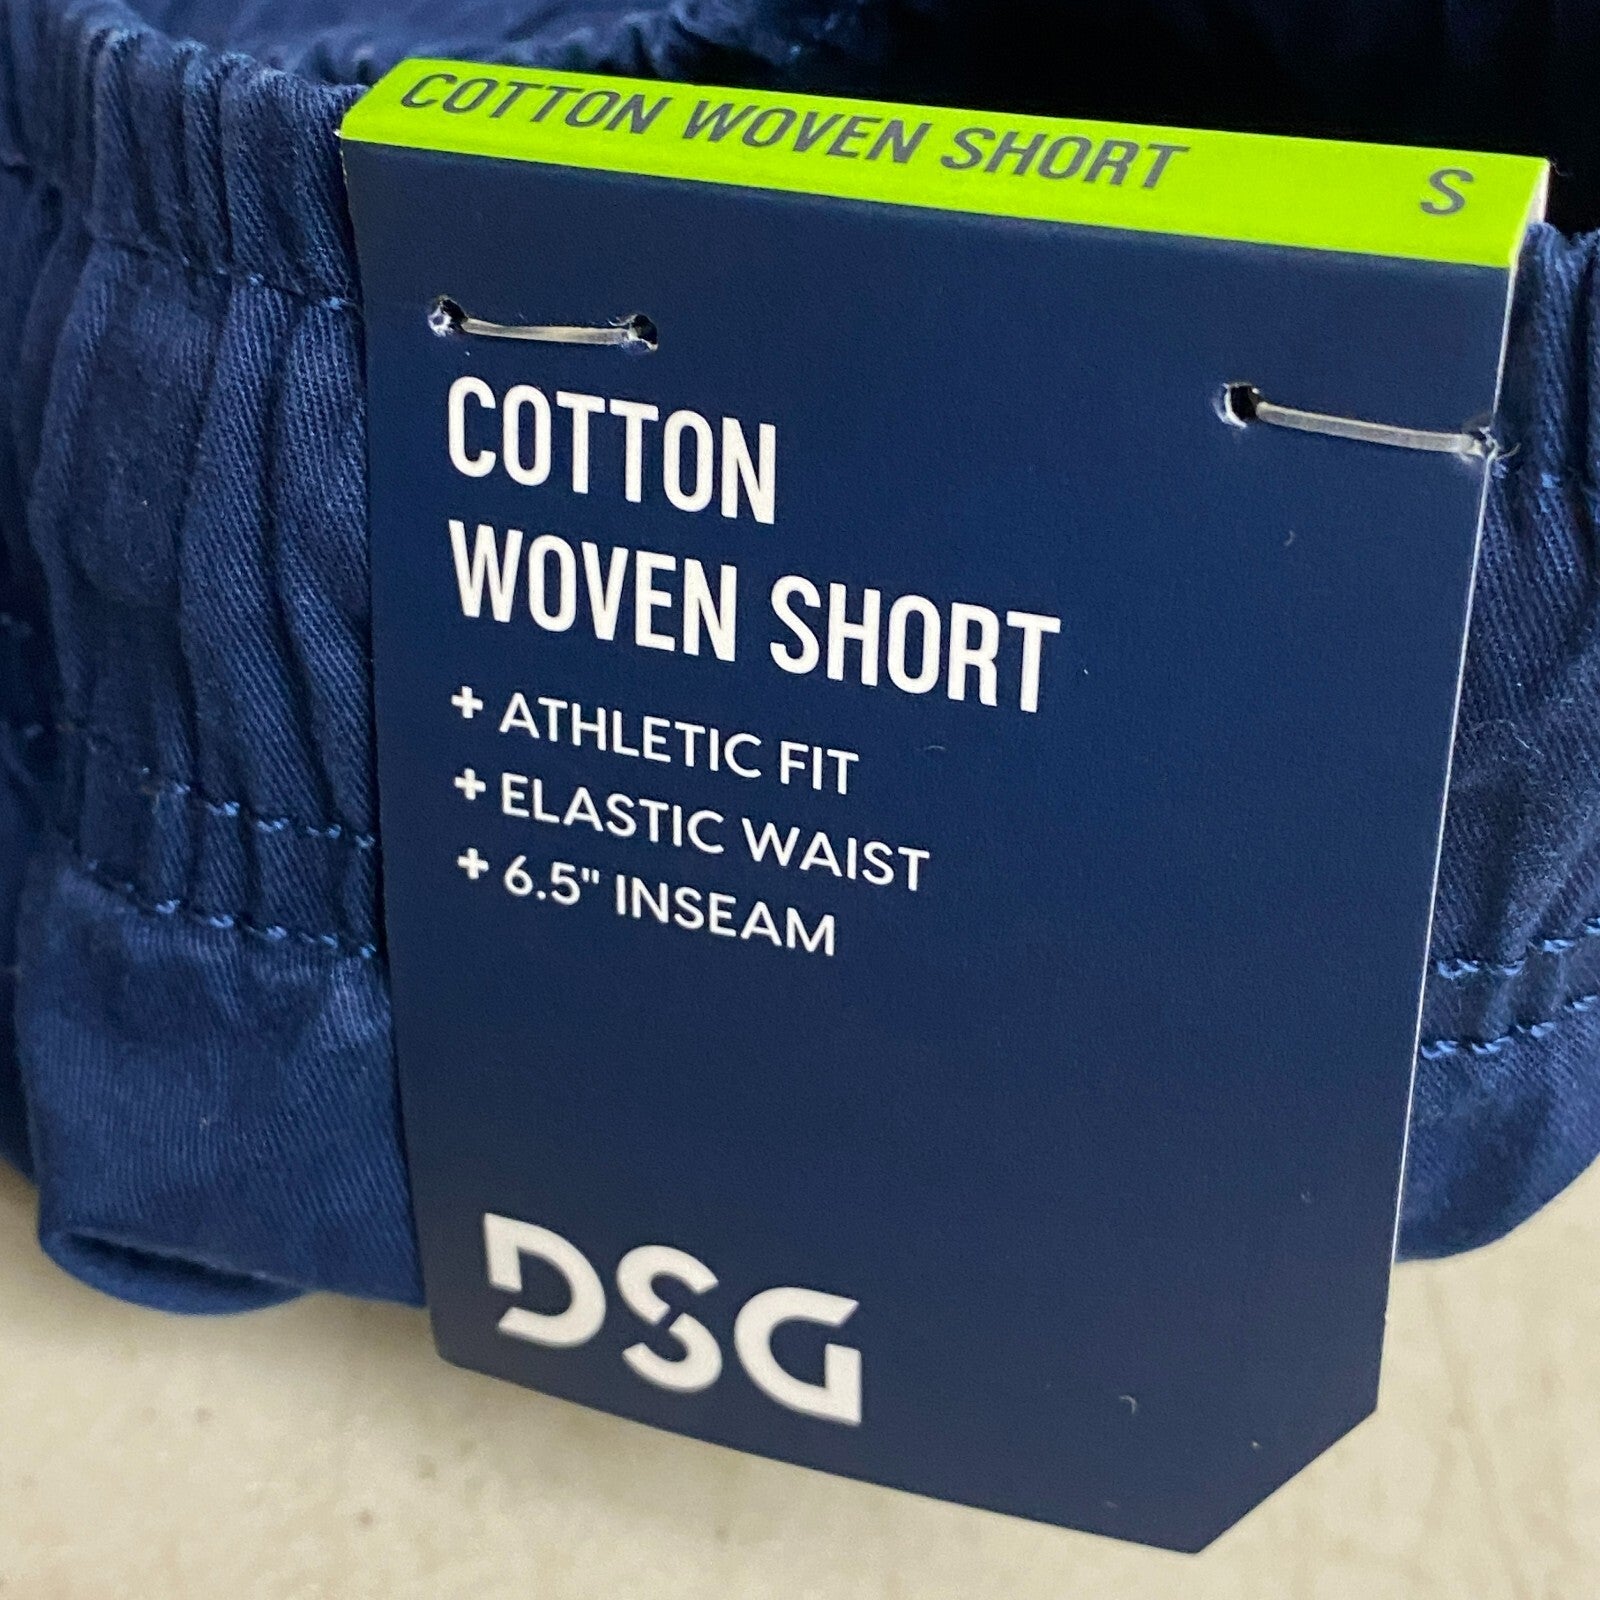 COTTON WOVEN SHORT S
COTTON
WOVEN SHORT
+ ATHLETIC FIT
+ ELASTIC WAIST
+ 6.5" INSEAM
DSG